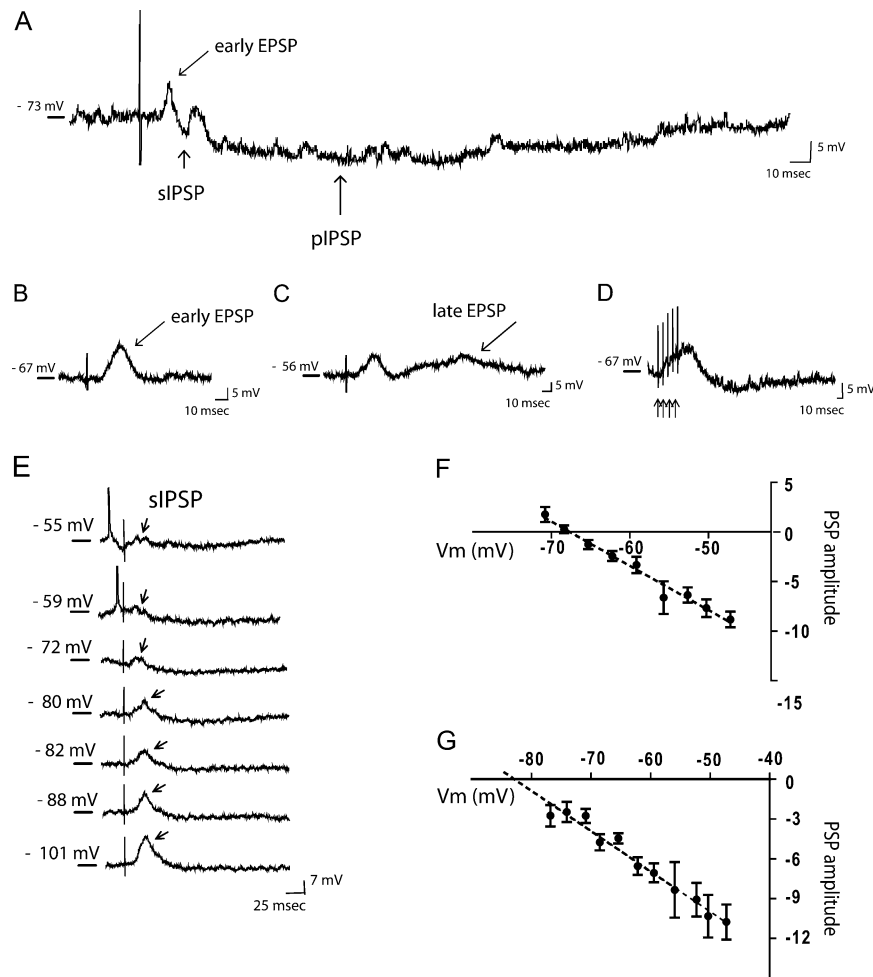 A
early EPSP
- 73 mV
sIPSP
5 mV
10 msec
pIPSP
B
early EPSP
- 67 mV
5 mV
10 msec
C
late EPSP
- 56 mV
5 mV
10 msec
D
- 67 mV
5 mV
10 msec
E
sIPSP
- 55 mV
- 59 mV
- 72 mV
- 80 mV
- 82 mV
- 88 mV
- 101 mV
7 mV
25 msec
F
5
0
Vm (mV)
-70 -60 -50
-5
-10
-15
PSP amplitude
G
-80 -70 -60 -50 -40
Vm (mV)
0
-3
-6
-9
-12
PSP amplitude